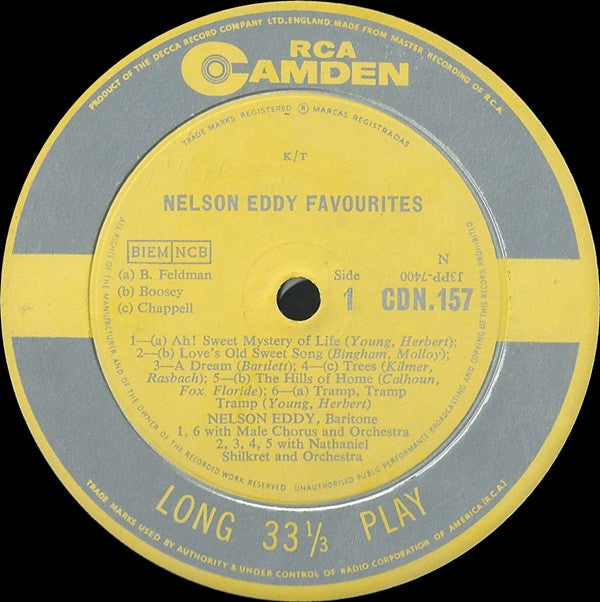 PRODUCT OF THE DECCA RECORD COMPANY LTD. ENGLAND. MADE FROM MASTER RECORDING OF R.C.A.
RCA
CAMDEN
TRADE MARKS REGISTERED ® MARCAS REGISTRADAS
K/T
NELSON EDDY FAVOURITES
BIEM NCB
(a) B. Feldman
(b) Boosey
(c) Chappell
Side
1
N
J3PP-7400
CDN.157
1—(a) Ah! Sweet Mystery of Life (Young, Herbert);
2—(b) Love's Old Sweet Song (Bingham, Molloy);
3—A Dream (Bartlett); 4—(c) Trees (Kilmer,
Rasbach); 5—(b) The Hills of Home (Calhoun,
Fox Floride); 6—(a) Tramp, Tramp
Tramp (Young, Herbert)
NELSON EDDY, Baritone
1, 6 with Male Chorus and Orchestra
2, 3, 4, 5 with Nathaniel
Shilkret and Orchestra
ALL RIGHTS OF THE MANUFACTURER AND OF THE OWNER OF THE RECORDED WORK RESERVED UNAUTHORISED PUBLIC PERFORMANCE BROADCASTING AND COPYING OF THIS RECORD PROHIBITED
LONG 33⅓ PLAY
TRADE MARKS USED BY AUTHORITY & UNDER CONTROL OF RADIO CORPORATION OF AMERICA (R.C.A.)